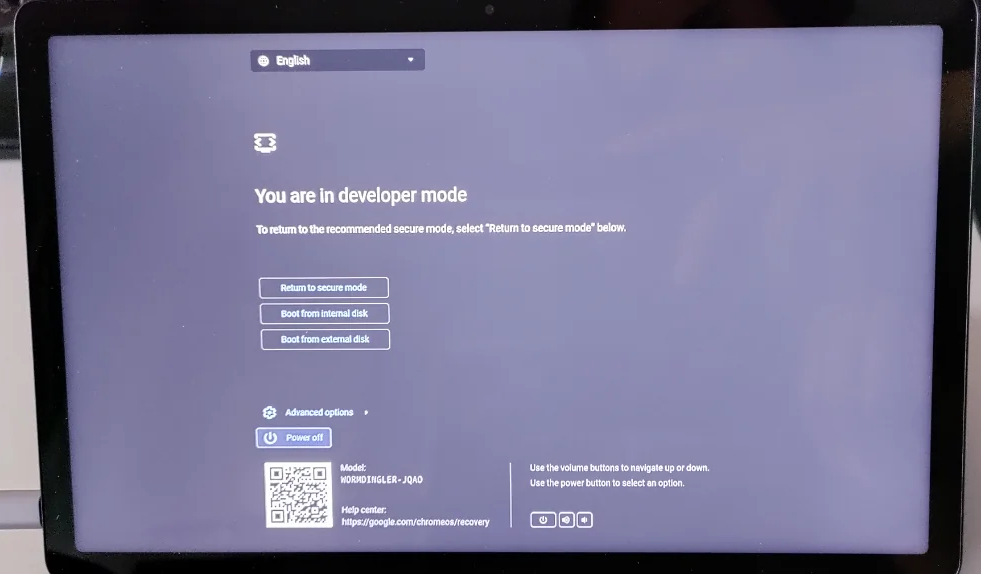 English
You are in developer mode
To return to the recommended secure mode, select "Return to secure mode" below.
Return to secure mode
Boot from internal disk
Boot from external disk
Advanced options
Power off
Model:
WORMDINGLER-JQAO
Help center:
https://google.com/chromeos/recovery
Use the volume buttons to navigate up or down.
Use the power button to select an option.